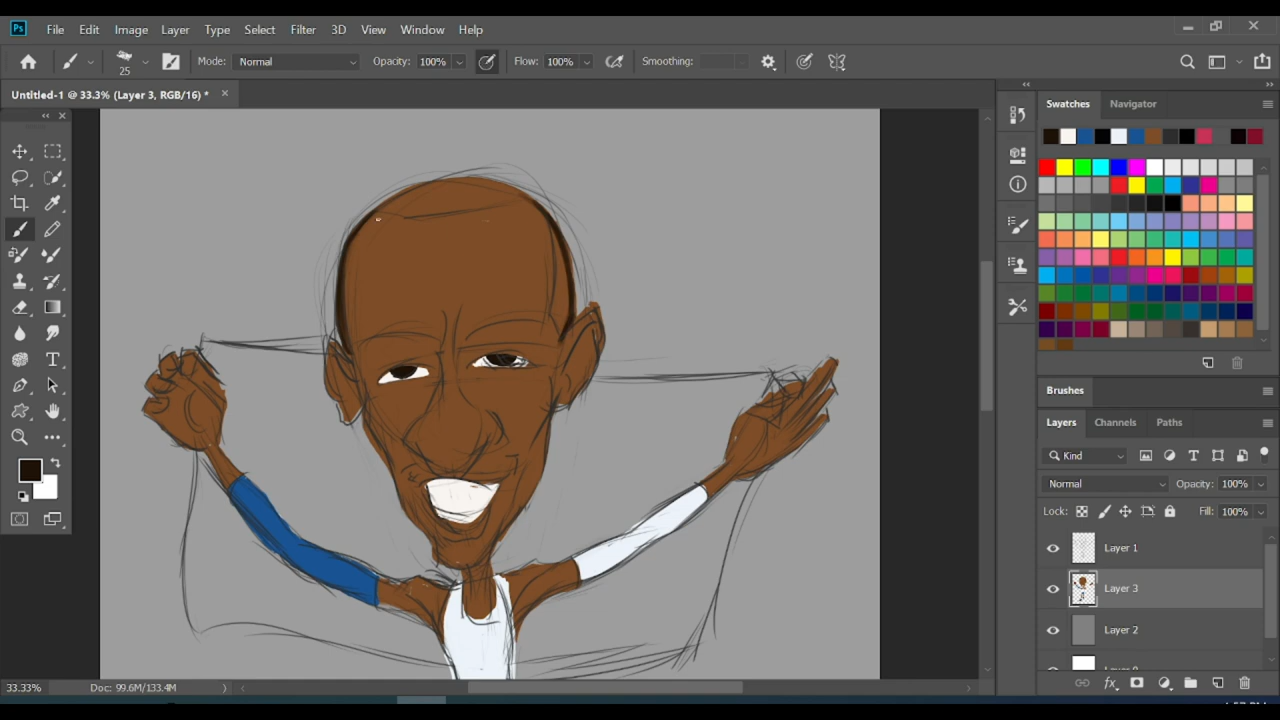 Ps File Edit Image Layer Type Select Filter 3D View Window Help
25 Mode: Normal Opacity: 100% Flow: 100% Smoothing:
Untitled-1 @ 33.3% (Layer 3, RGB/16) *
Swatches Navigator
Brushes
Layers Channels Paths
Kind
Normal Opacity: 100%
Lock: Fill: 100%
Layer 1
Layer 3
Layer 2
33.33% Doc: 99.6M/133.4M